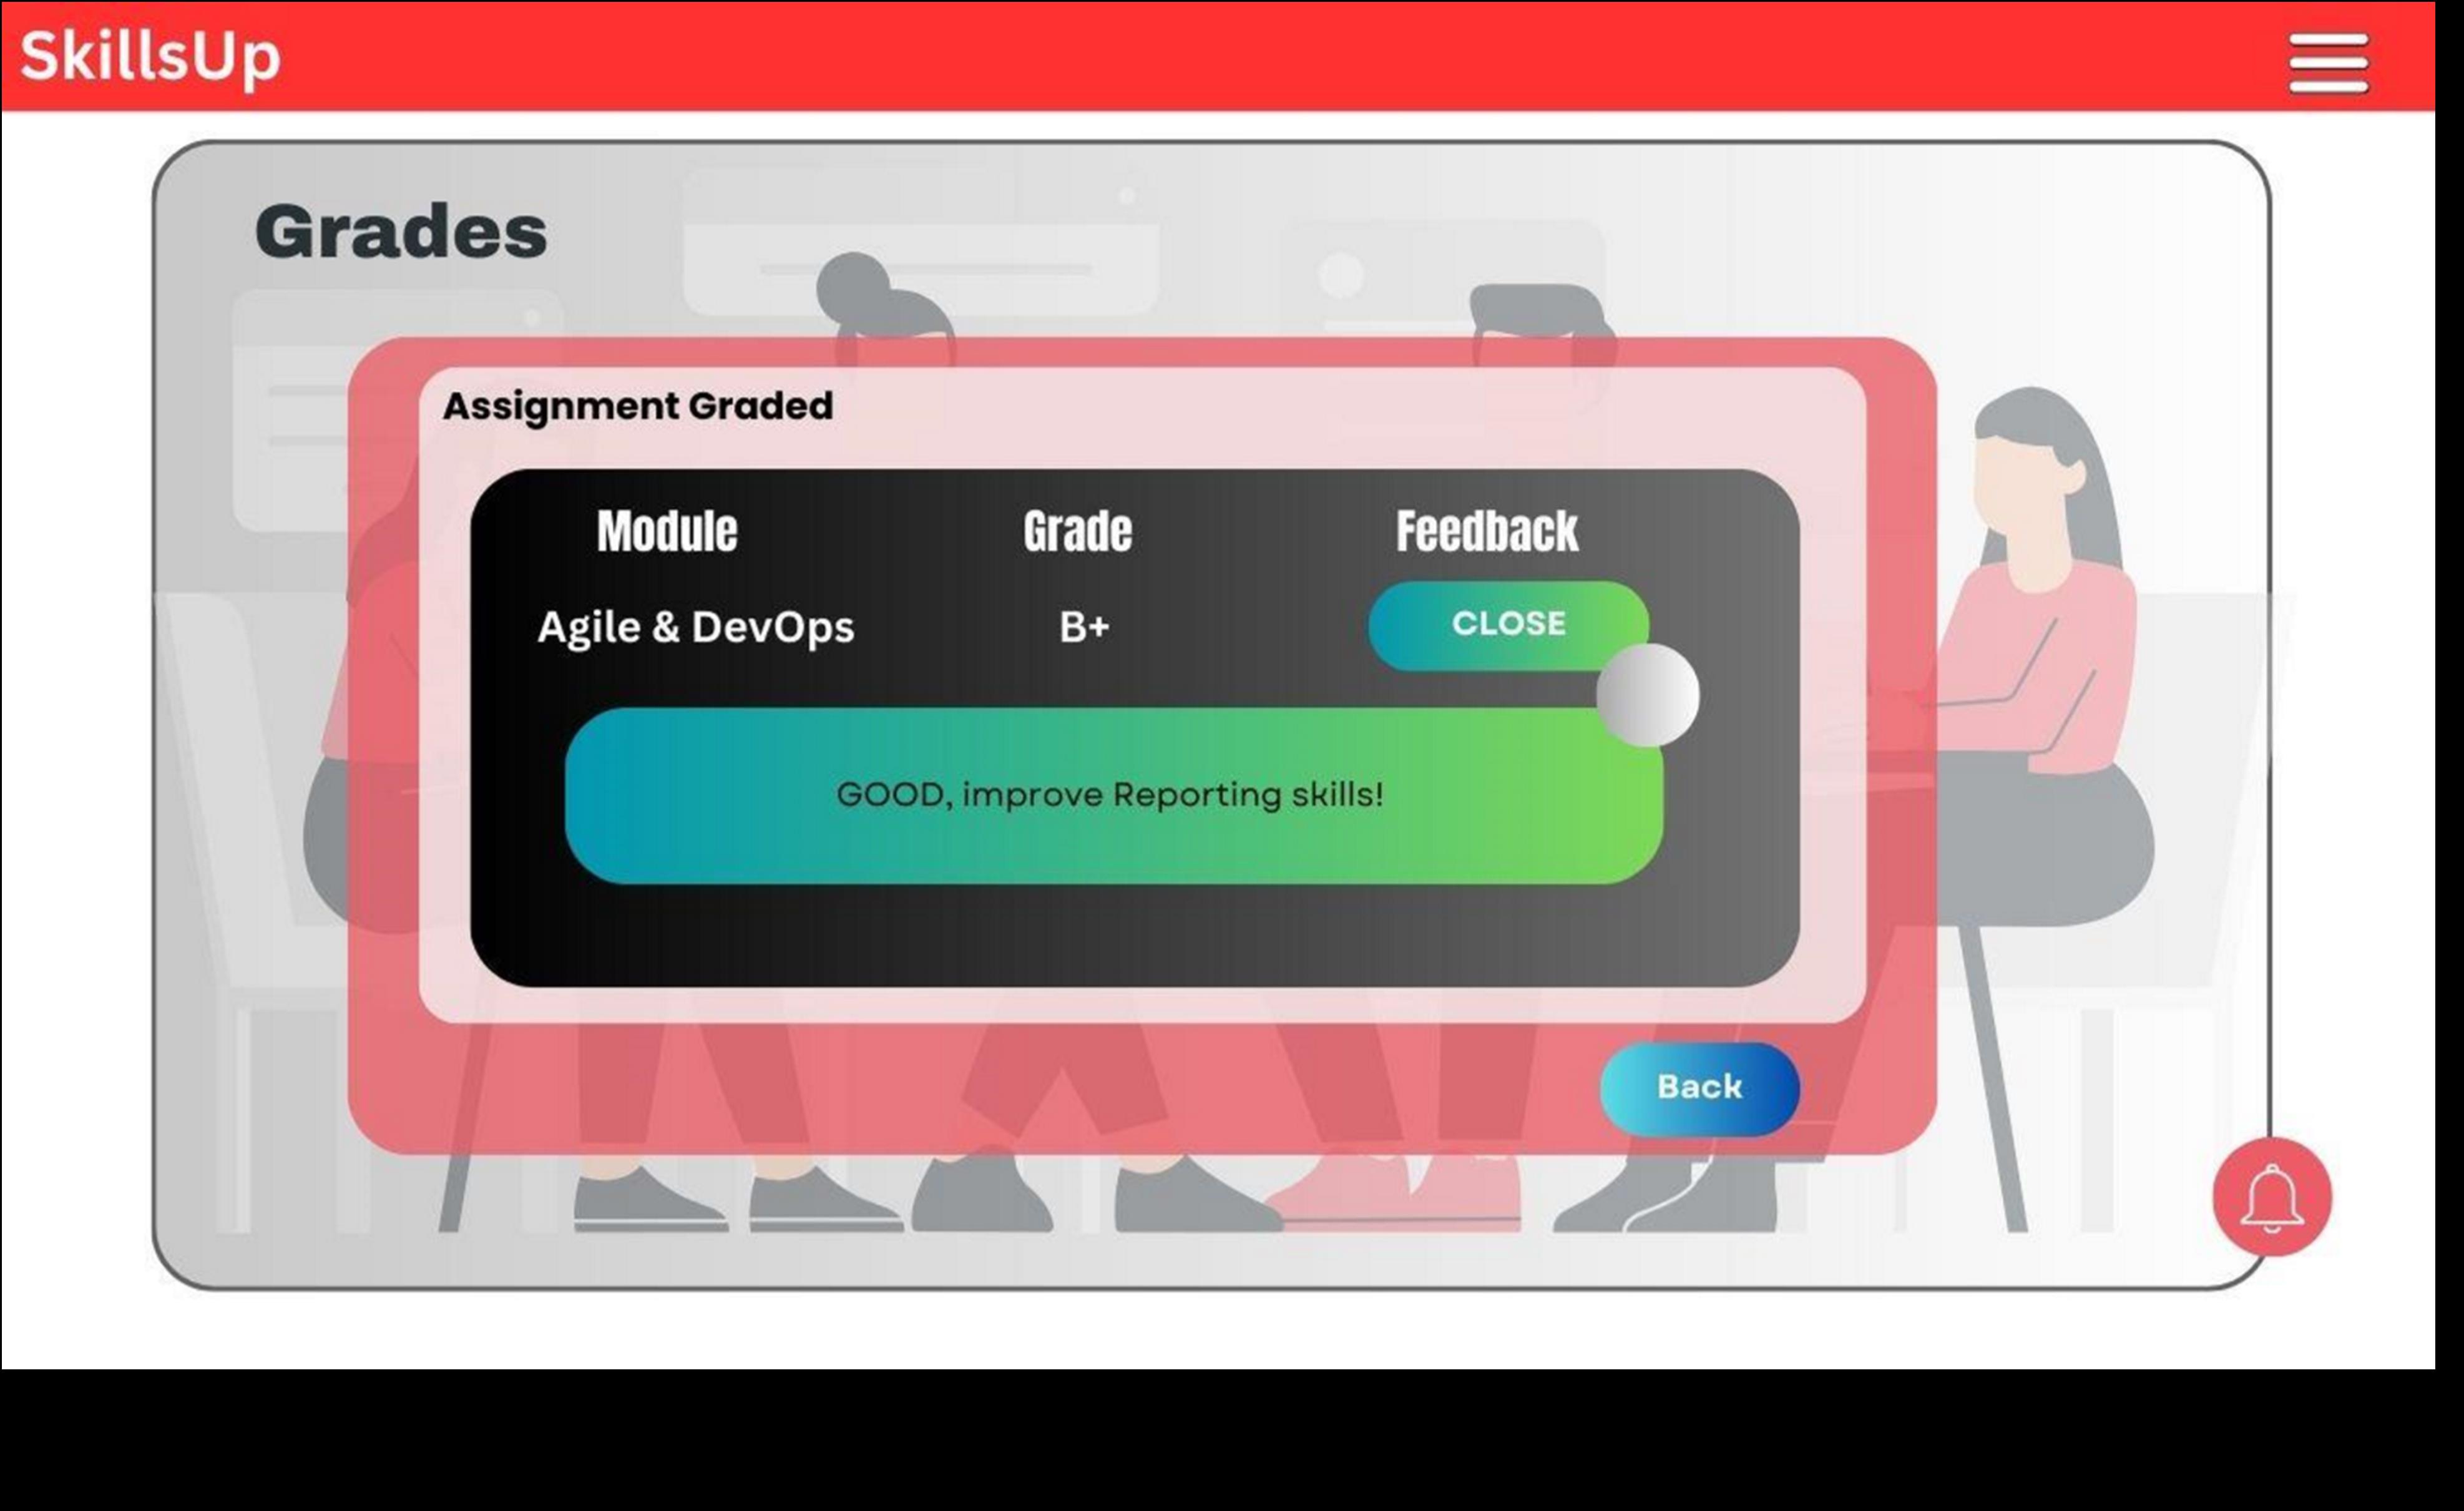 SkillsUp
Grades
Assignment Graded
Module Grade Feedback
Agile & DevOps B+ CLOSE
GOOD, improve Reporting skills!
Back